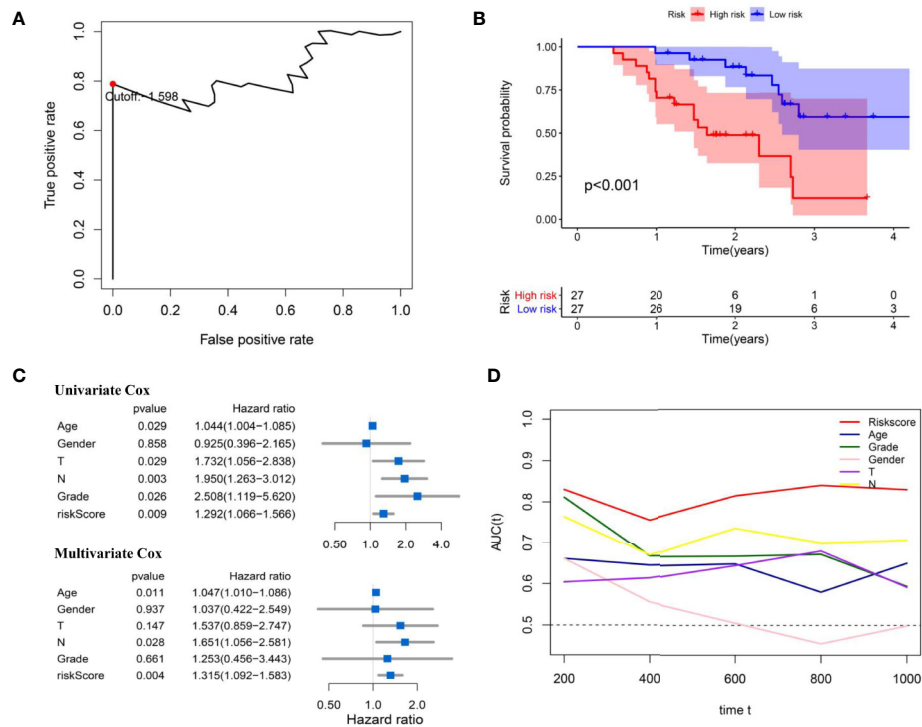 A
True positive rate
1.0
0.8
0.6
0.4
0.2
0.0
Cutoff:-1.598
0.0 0.2 0.4 0.6 0.8 1.0
False positive rate
B
Risk High risk Low risk
Survival probability
1.00
0.75
0.50
0.25
0.00
p<0.001
0 1 2 3 4
Time(years)
Risk
High risk 27 20 6 1 0
Low risk 27 26 19 6 3
0 1 2 3 4
Time(years)
C
Univariate Cox
pvalue Hazard ratio
Age 0.029 1.044(1.004−1.085)
Gender 0.858 0.925(0.396−2.165)
T 0.029 1.732(1.056−2.838)
N 0.003 1.950(1.263−3.012)
Grade 0.026 2.508(1.119−5.620)
riskScore 0.009 1.292(1.066−1.566)
0.50 1.0 2.0 4.0
Multivariate Cox
pvalue Hazard ratio
Age 0.011 1.047(1.010−1.086)
Gender 0.937 1.037(0.422−2.549)
T 0.147 1.537(0.859−2.747)
N 0.028 1.651(1.056−2.581)
Grade 0.661 1.253(0.456−3.443)
riskScore 0.004 1.315(1.092−1.583)
0.50 1.0 2.0
Hazard ratio
D
AUC(t)
1.0
0.9
0.8
0.7
0.6
0.5
Riskscore
Age
Grade
Gender
T
N
200 400 600 800 1000
time t